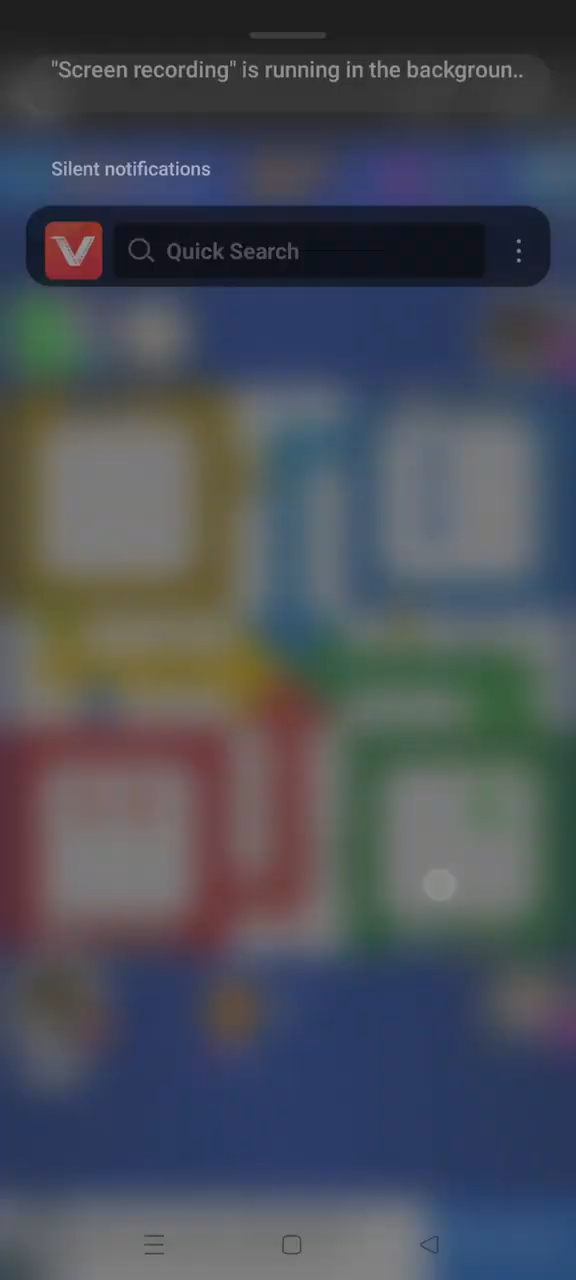 "Screen recording" is running in the backgroun..
Silent notifications
Quick Search